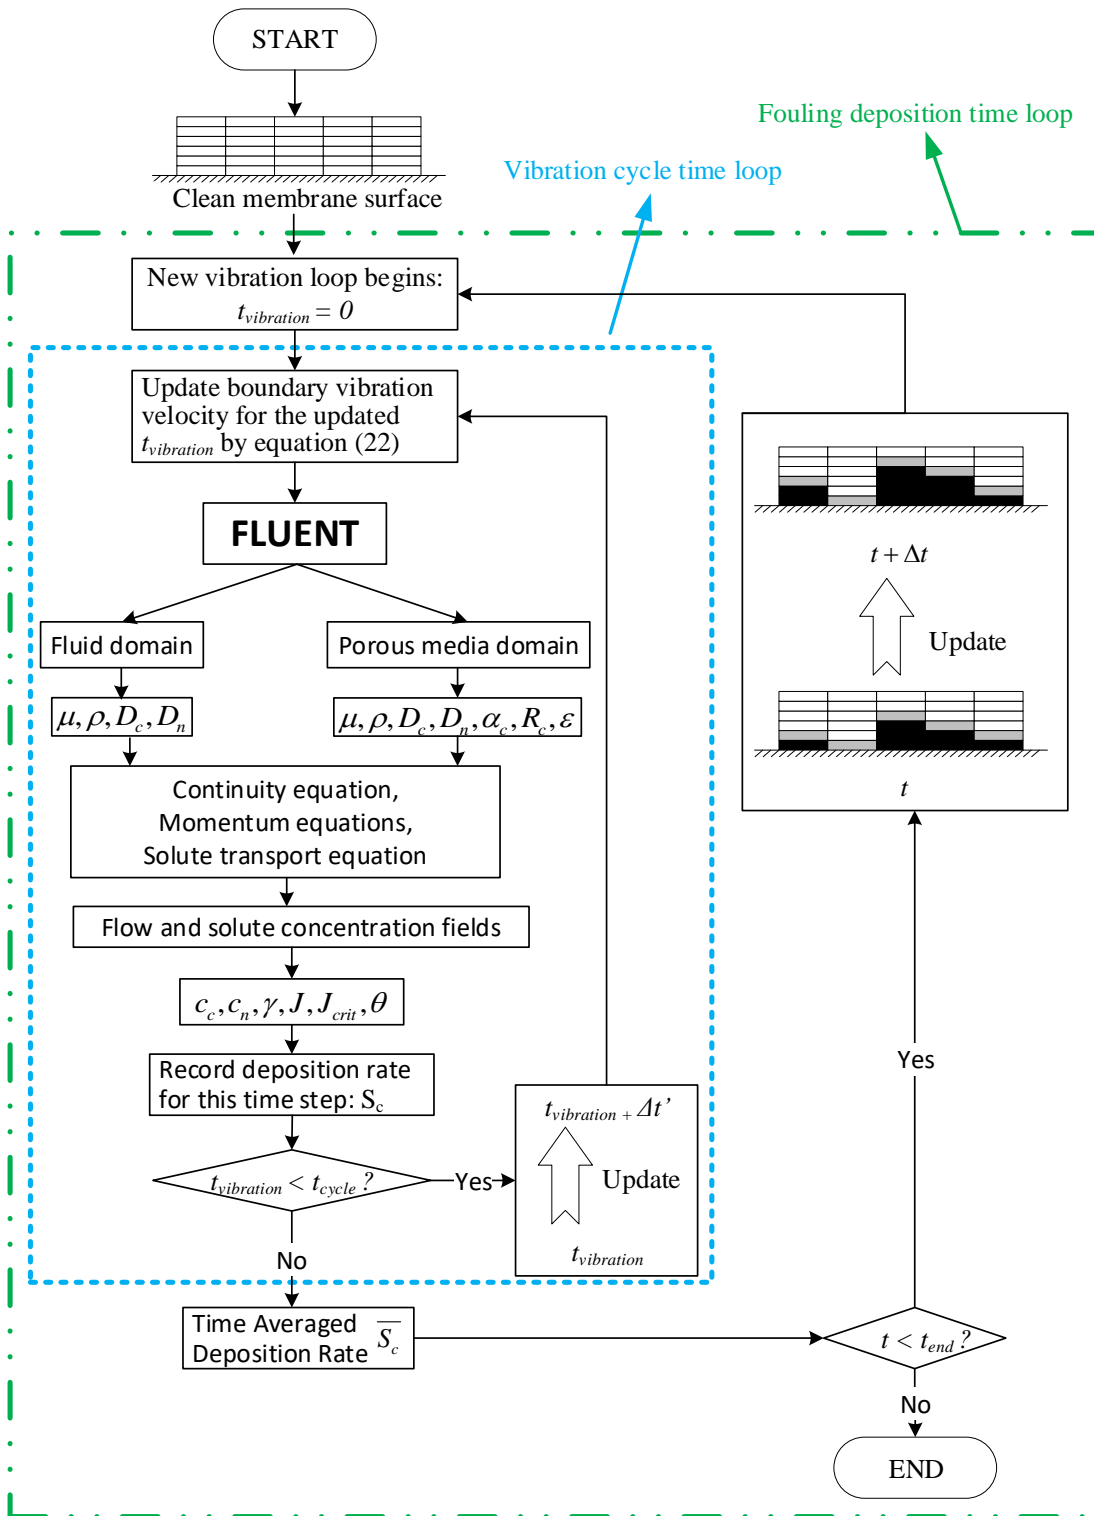 START
Fouling deposition time loop
Vibration cycle time loop
Clean membrane surface
New vibration loop begins:
t_vibration = 0
Update boundary vibration
velocity for the updated
t_vibration by equation (22)
FLUENT
Fluid domain
Porous media domain
μ, ρ, D_c, D_n
μ, ρ, D_c, D_n, α_c, R_c, ε
Continuity equation,
Momentum equations,
Solute transport equation
Flow and solute concentration fields
c_c, c_n, γ, J, J_crit, θ
Record deposition rate
for this time step: S_c
t_vibration < t_cycle ?
Yes
t_vibration + Δt’
Update
t_vibration
No
Time Averaged
Deposition Rate
S̅_c
t + Δt
Update
t
Yes
t < t_end ?
No
END